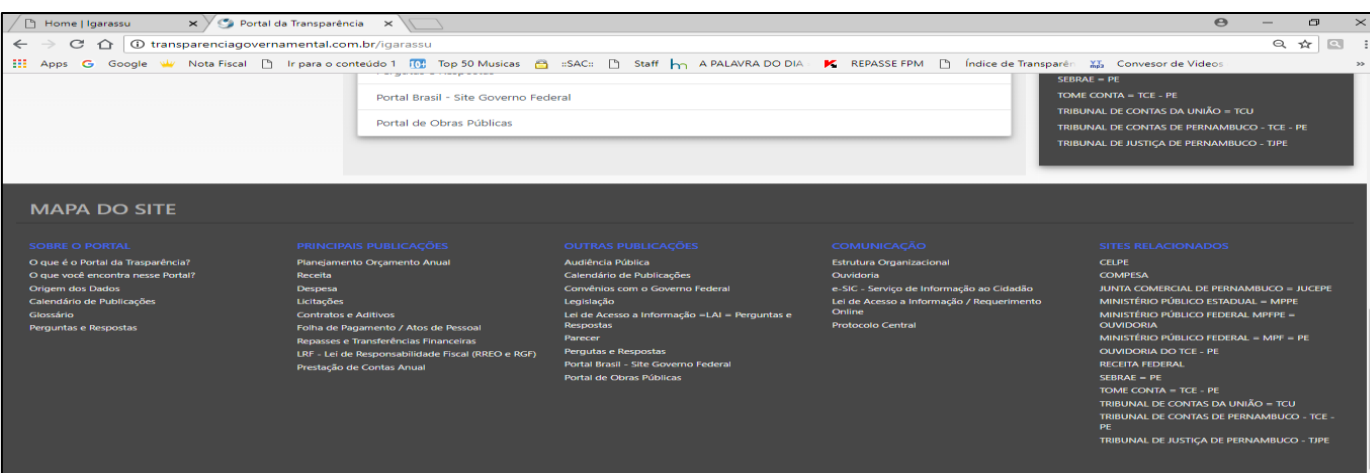 Home | Igarassu
Portal da Transparência
transparenciagovernamental.com.br/igarassu
Apps Google Nota Fiscal Ir para o conteúdo 1 Top 50 Musicas ::SAC:: Staff A PALAVRA DO DIA REPASSE FPM Índice de Transparên Convesor de Videos »
Pergutas e Respostas
Portal Brasil - Site Governo Federal
Portal de Obras Públicas
SEBRAE = PE
TOME CONTA = TCE - PE
TRIBUNAL DE CONTAS DA UNIÃO = TCU
TRIBUNAL DE CONTAS DE PERNAMBUCO - TCE - PE
TRIBUNAL DE JUSTIÇA DE PERNAMBUCO - TJPE
MAPA DO SITE
SOBRE O PORTAL
O que é o Portal da Trasparência?
O que você encontra nesse Portal?
Origem dos Dados
Calendário de Publicações
Glossário
Perguntas e Respostas
PRINCIPAIS PUBLICAÇÕES
Planejamento Orçamento Anual
Receita
Despesa
Licitações
Contratos e Aditivos
Folha de Pagamento / Atos de Pessoal
Repasses e Transferências Financeiras
LRF - Lei de Responsabilidade Fiscal (RREO e RGF)
Prestação de Contas Anual
OUTRAS PUBLICAÇÕES
Audiência Pública
Calendário de Publicações
Convênios com o Governo Federal
Legislação
Lei de Acesso a Informação =LAI = Perguntas e
Respostas
Parecer
Pergutas e Respostas
Portal Brasil - Site Governo Federal
Portal de Obras Públicas
COMUNICAÇÃO
Estrutura Organizacional
Ouvidoria
e-SIC - Serviço de Informação ao Cidadão
Lei de Acesso a Informação / Requerimento
Online
Protocolo Central
SITES RELACIONADOS
CELPE
COMPESA
JUNTA COMERCIAL DE PERNAMBUCO = JUCEPE
MINISTÉRIO PÚBLICO ESTADUAL = MPPE
MINISTÉRIO PÚBLICO FEDERAL MPFPE =
OUVIDORIA
MINISTÉRIO PÚBLICO FEDERAL = MPF = PE
OUVIDORIA DO TCE - PE
RECEITA FEDERAL
SEBRAE = PE
TOME CONTA = TCE - PE
TRIBUNAL DE CONTAS DA UNIÃO = TCU
TRIBUNAL DE CONTAS DE PERNAMBUCO - TCE -
PE
TRIBUNAL DE JUSTIÇA DE PERNAMBUCO - TJPE